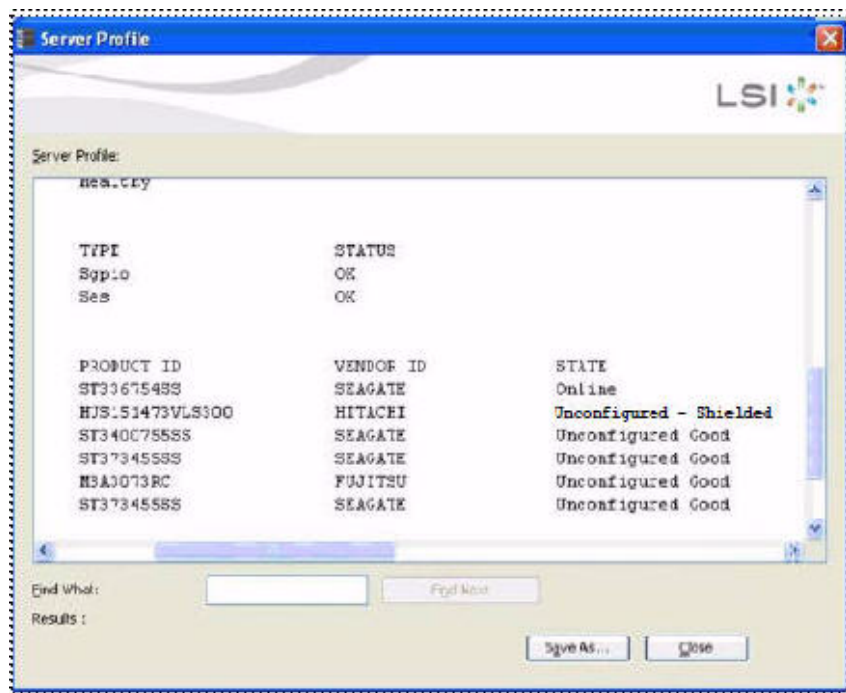 Server Profile
LSI
Server Profile:
Healthy
TYPE STATUS
Sgpio OK
Ses OK
PRODUCT ID VENDOR ID STATE
ST336754SS SEAGATE Online
HUS151473VLS300 HITACHI Unconfigured - Shielded
ST3400755SS SEAGATE Unconfigured Good
ST373455SS SEAGATE Unconfigured Good
MBA3073RC FUJITSU Unconfigured Good
ST373455SS SEAGATE Unconfigured Good
Find What: Find Next
Results :
Save As... Close